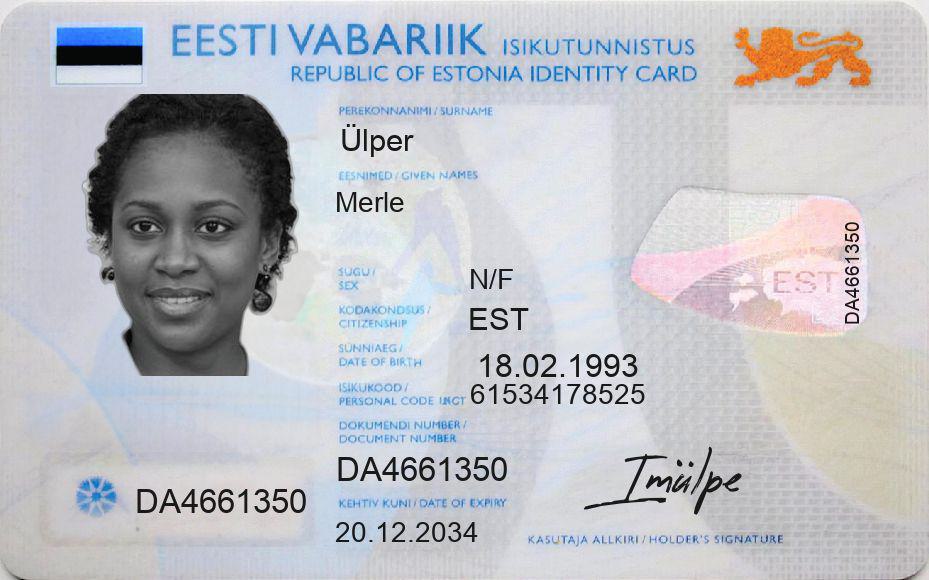 EESTI VABARIIK ISIKUTUNNISTUS
REPUBLIC OF ESTONIA IDENTITY CARD
PEREKONNANIMI / SURNAME
Ülper
EESNIMED / GIVEN NAMES
Merle
SUGU /
SEX
N/F
KODAKONDSUS /
CITIZENSHIP
EST
SÜNNIAEG /
DATE OF BIRTH
18.02.1993
ISIKUKOOD /
PERSONAL CODE
61534178525
DOKUMENDI NUMBER /
DOCUMENT NUMBER
DA4661350
KEHTIV KUNI / DATE OF EXPIRY
20.12.2034
DA4661350
EST
DA4661350
KASUTAJA ALLKIRI / HOLDER'S SIGNATURE